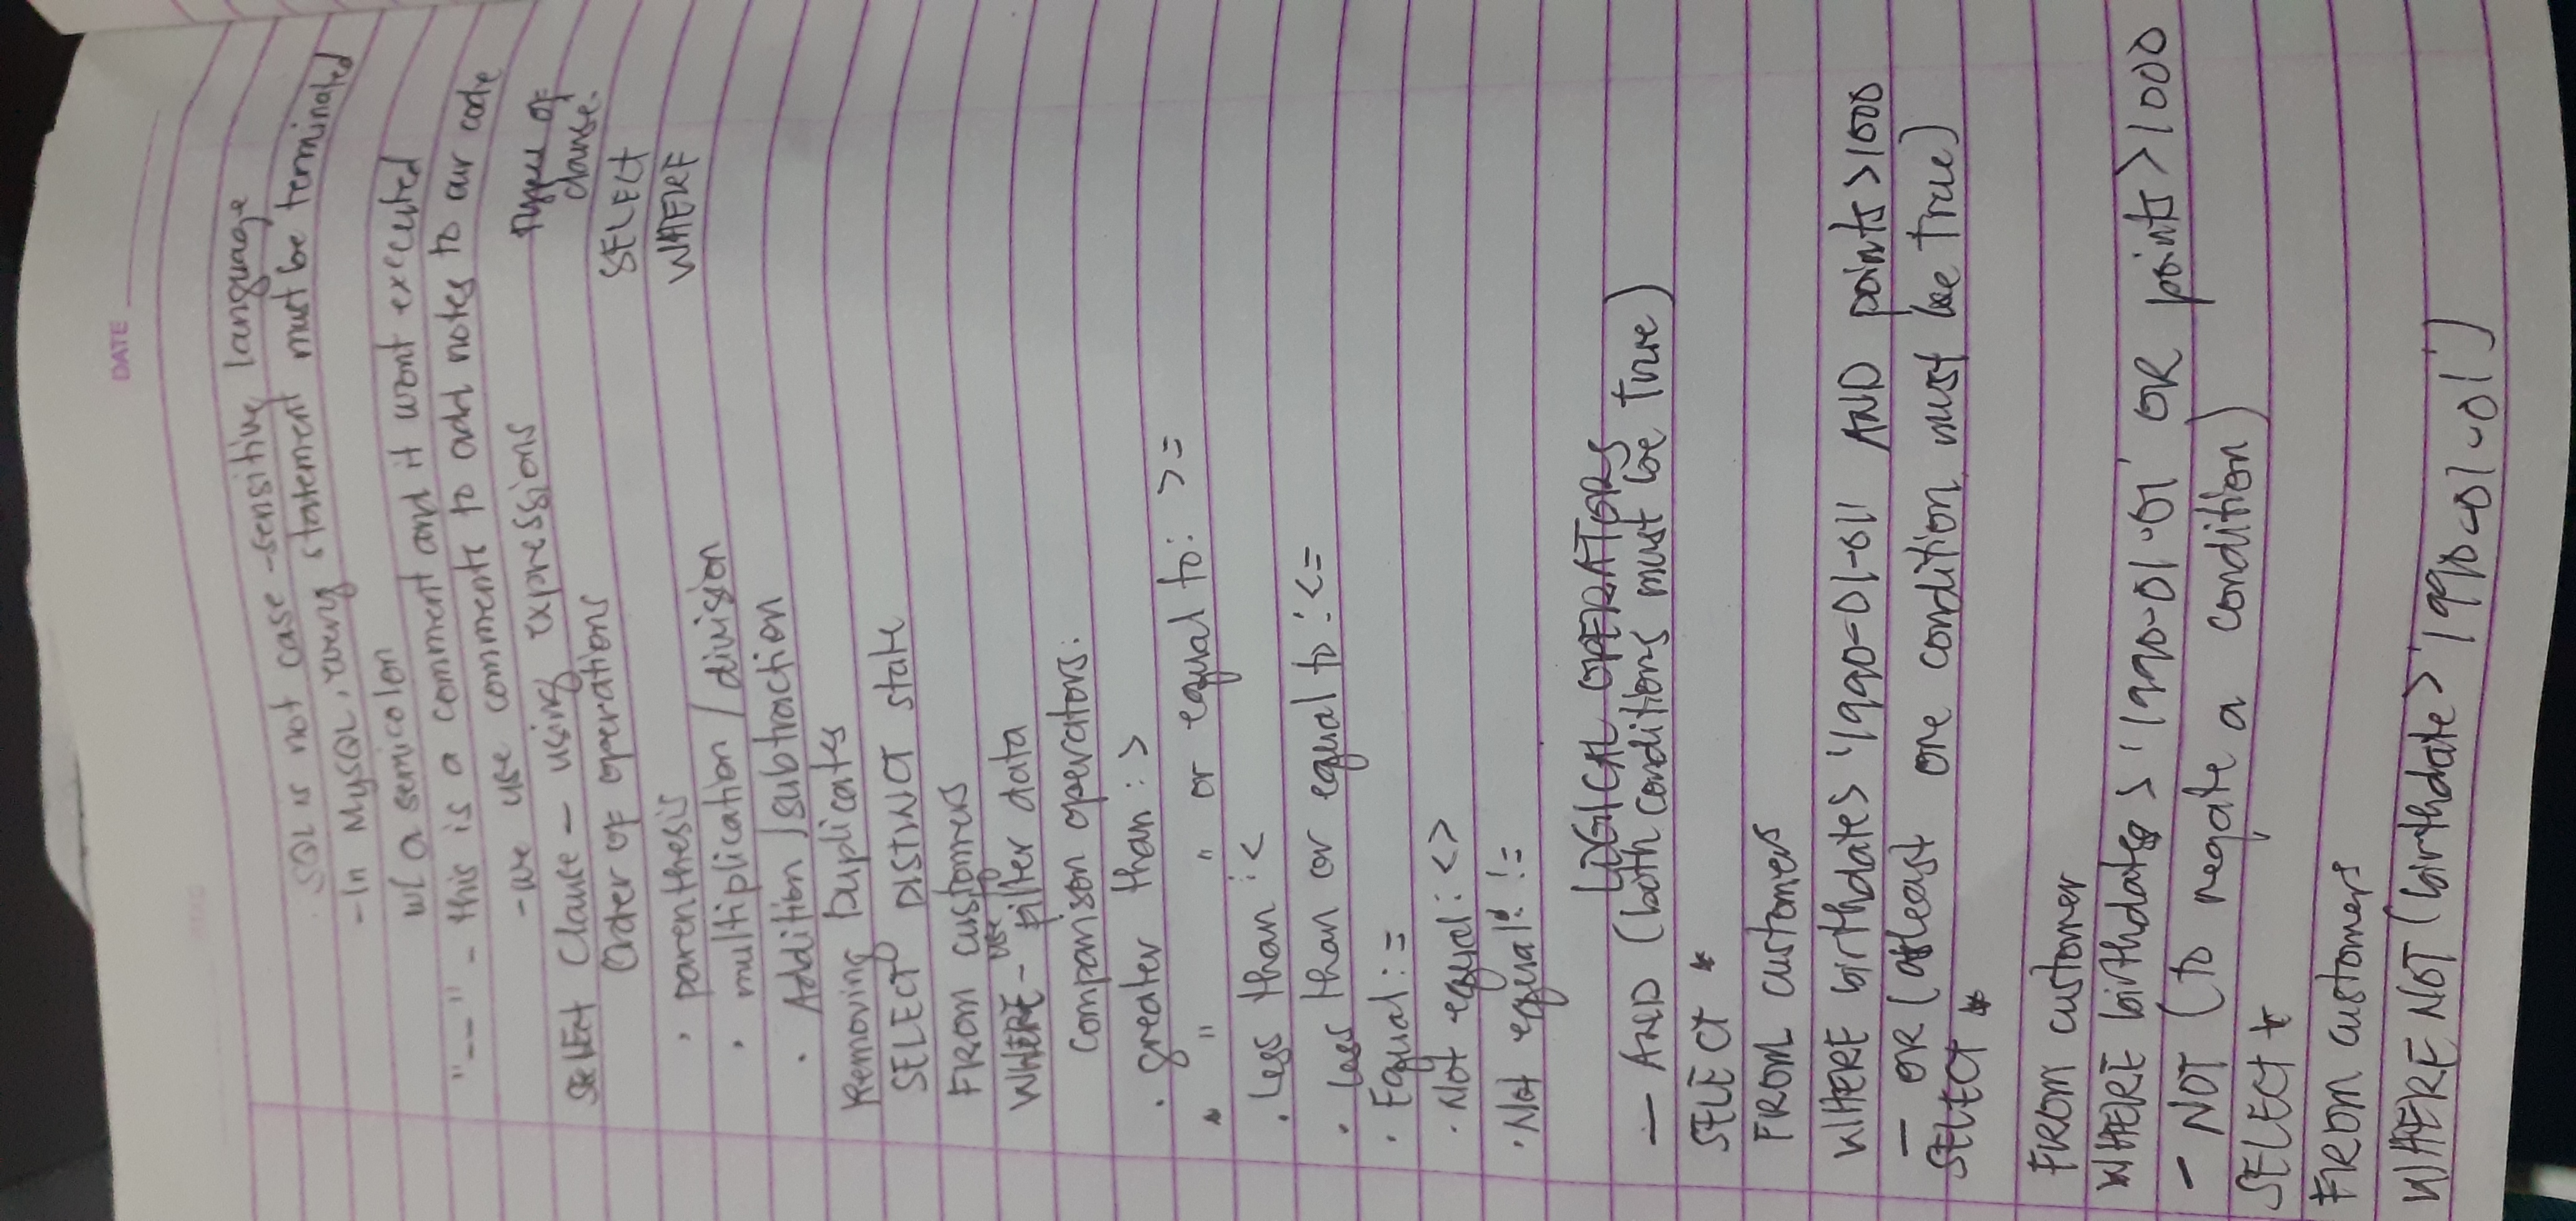 DATE
SQL is not case-sensitive language
- In MySQL, every statement must be terminated
w/ a semicolon
"--" - this is a comment and it wont executed
- we use comments to add notes to our code
SELECT Clause - using expressions
Types of
clause:
Order of operations
SELECT
• parenthesis
WHERE
• multiplication / division
• Addition / subtraction
Removing Duplicates
SELECT DISTINCT state
FROM customers
WHERE - use to filter data
Comparison operators:
• greater than : >
• " " or equal to : >=
• Less than : <
• Less than or equal to : <=
• Equal : =
• Not equal : <>
• Not equal : !=
LOGICAL OPERATORS
- AND (both conditions must be true)
SELECT *
FROM customers
WHERE birthdate > '1990-01-01' AND points > 1000
- OR (atleast one condition must be true)
SELECT *
FROM customer
WHERE birthdate > '1990-01-01' OR points > 1000
- NOT (to negate a condition)
SELECT *
FROM customers
WHERE NOT (birthdate > '1990-01-01')